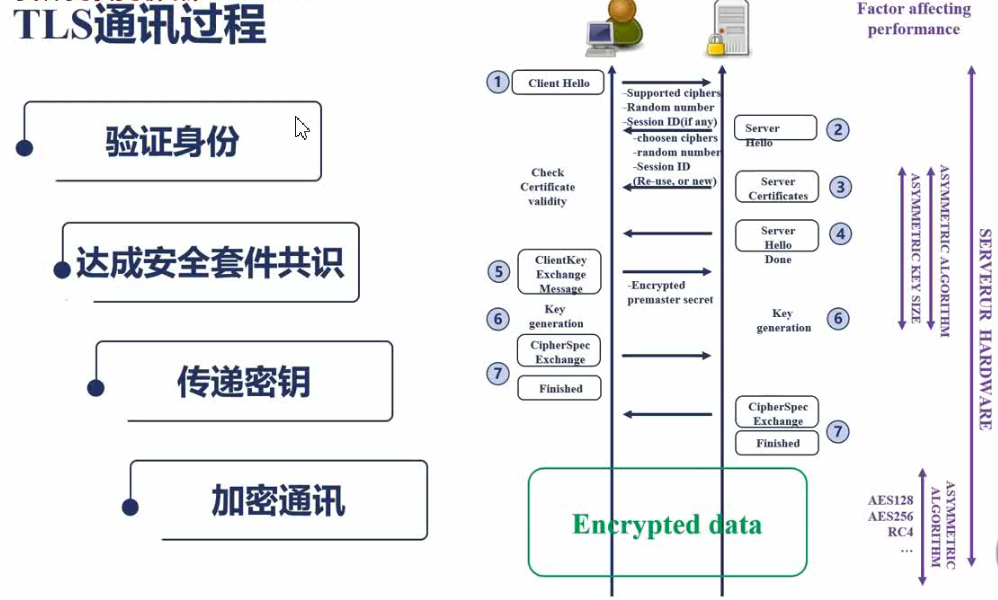 TLS通讯过程
验证身份
达成安全套件共识
传递密钥
加密通讯
Factor affecting
performance
1
Client Hello
-Supported ciphers
-Random number
-Session ID(if any)
Server
Hello
2
-choosen ciphers
-random number
-Session ID
(Re-use, or new)
Check
Certificate
validity
Server
Certificates
3
Server
Hello
Done
4
5
ClientKey
Exchange
Message
-Encrypted
premaster secret
6
Key
generation
Key
generation
6
CipherSpec
Exchange
7
Finished
CipherSpec
Exchange
7
Finished
Encrypted data
ASYMMETRIC KEY SIZE
ASYMMETRIC ALGORITHM
SERVERUR HARDWARE
AES128
AES256
RC4
...
ASYMMETRIC
ALGORITHM